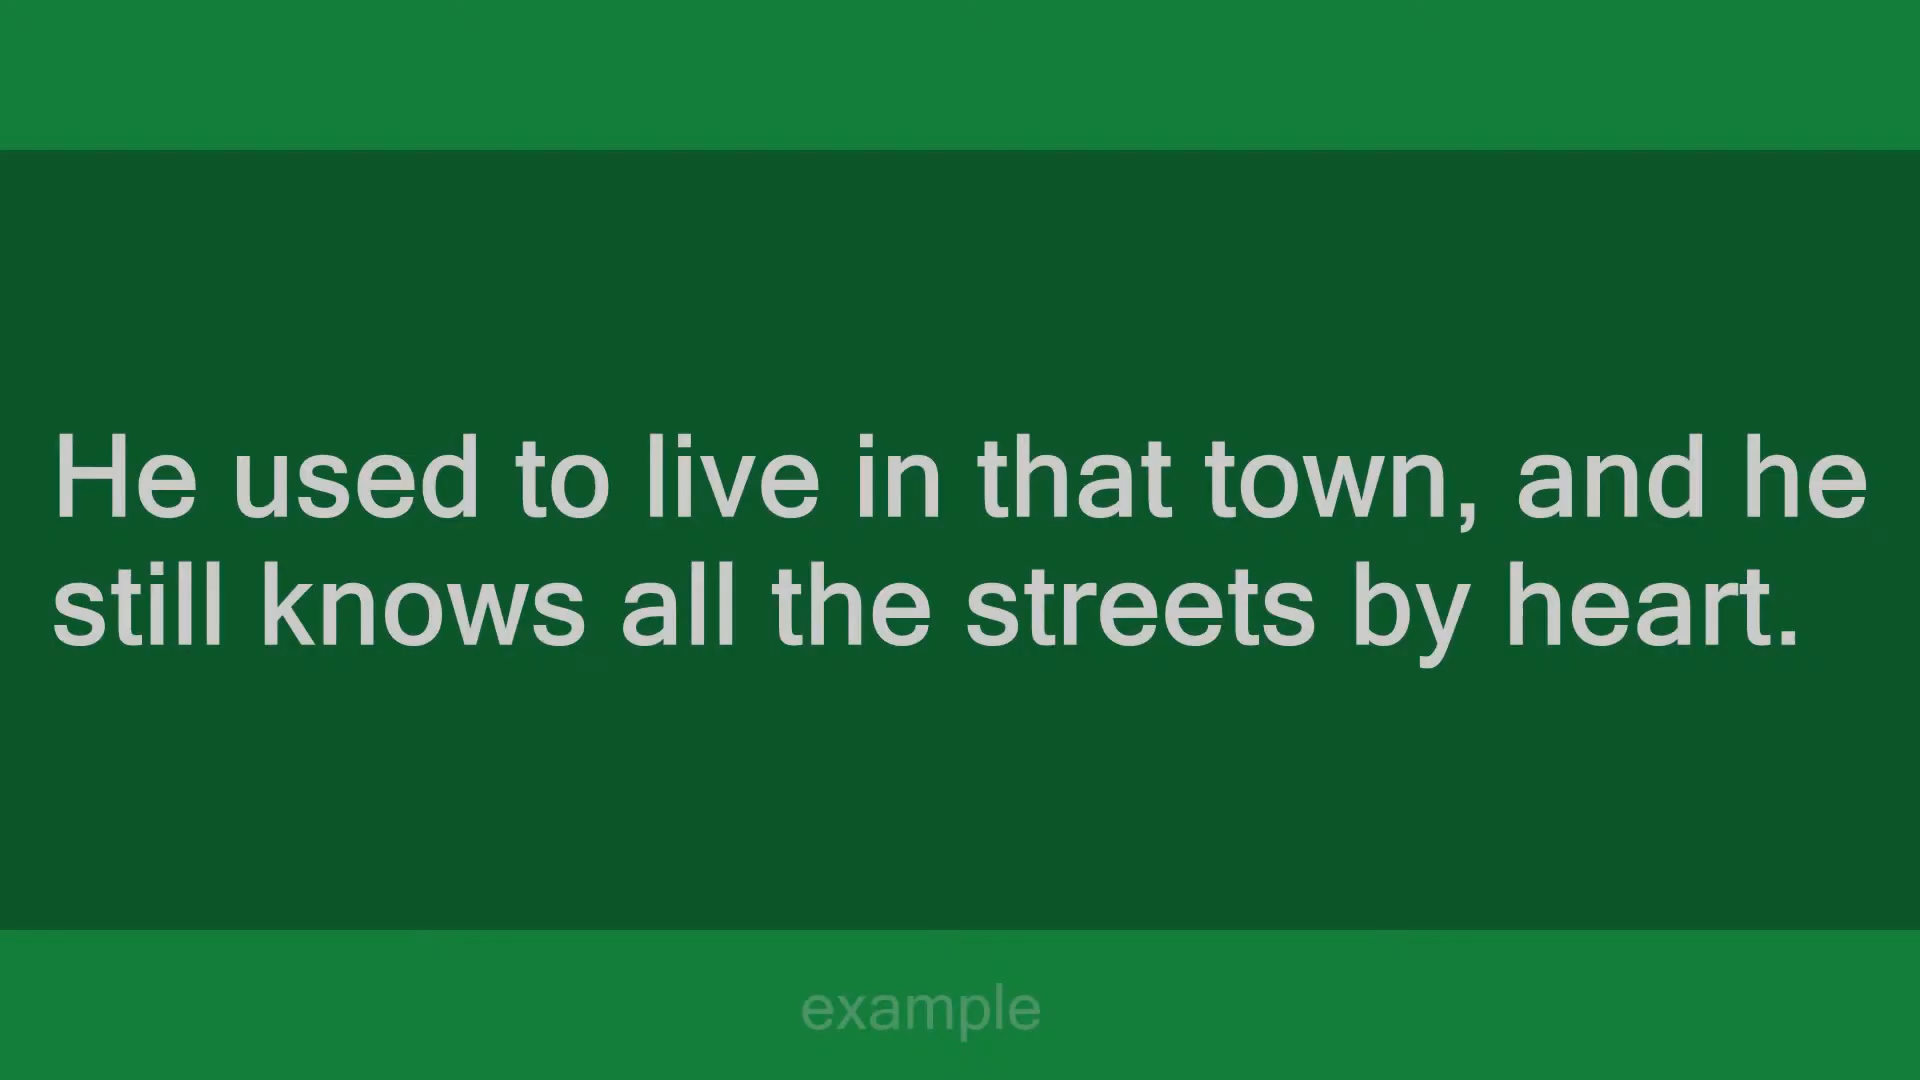 He used to live in that town, and he
still knows all the streets by heart.
example